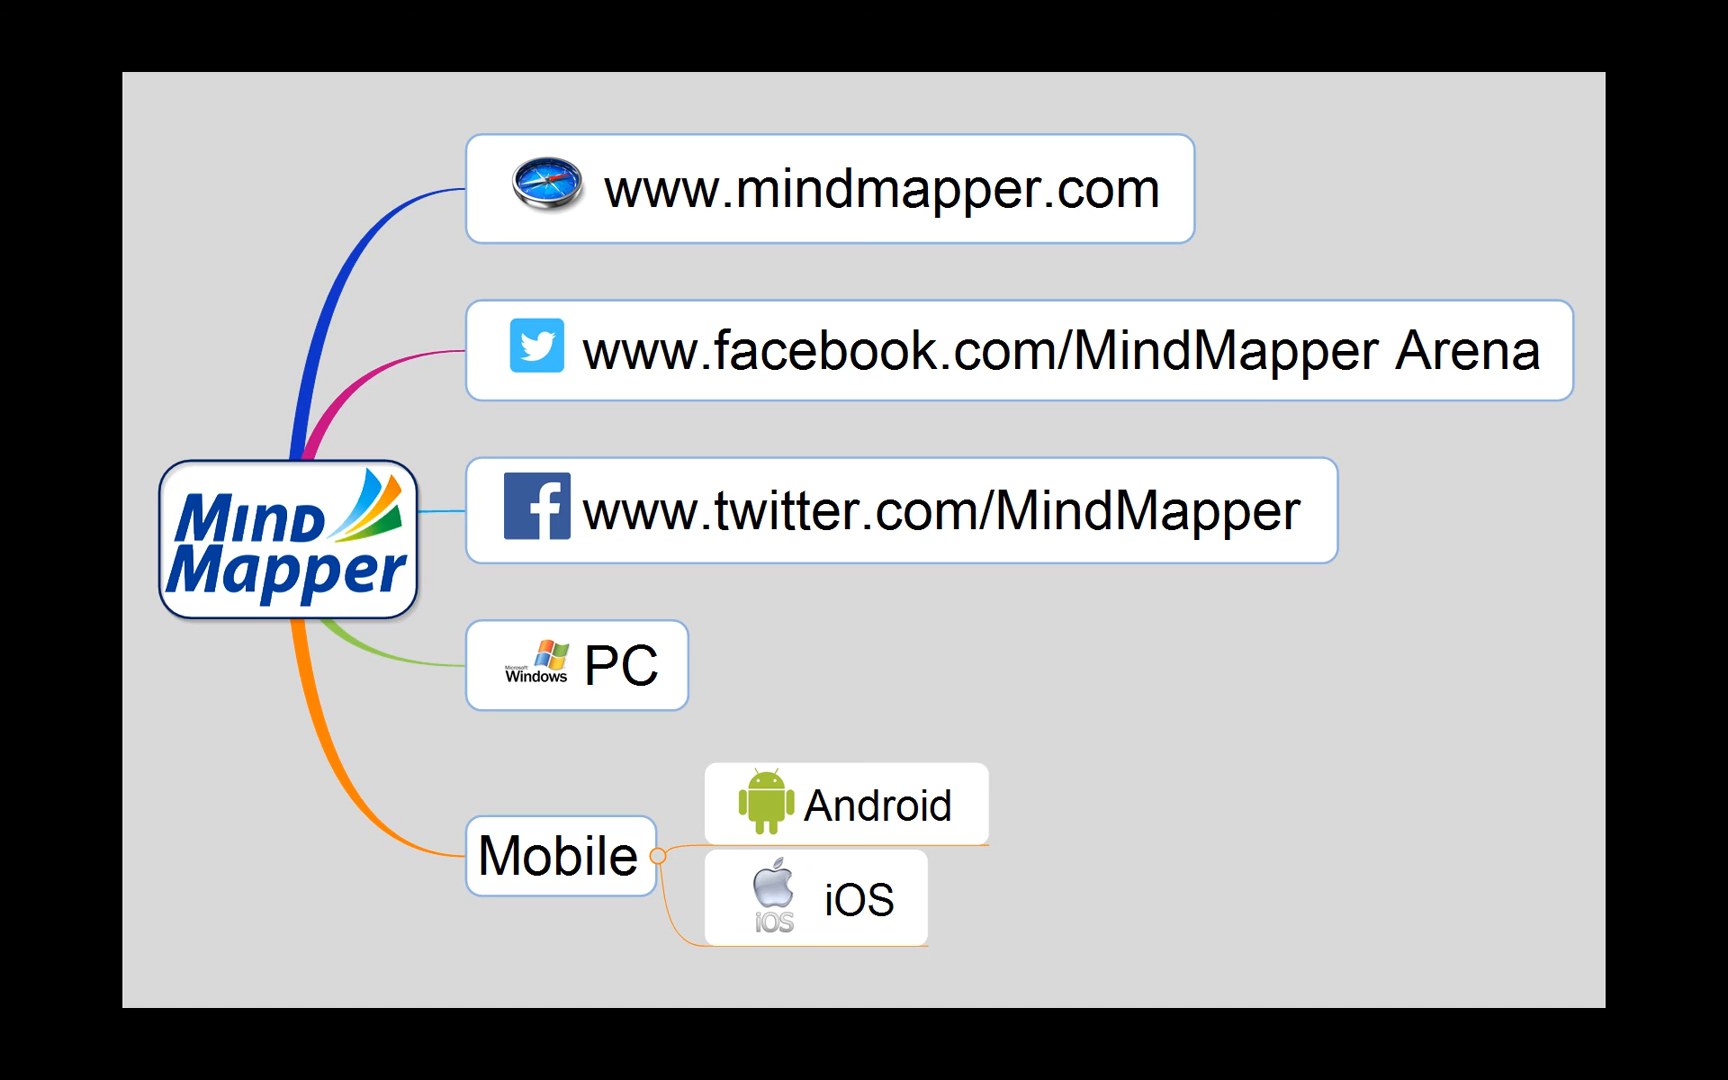 www.mindmapper.com
www.facebook.com/MindMapper Arena
Mind
Mapper
www.twitter.com/MindMapper
Microsoft
Windows
PC
Mobile
Android
iOS
iOS